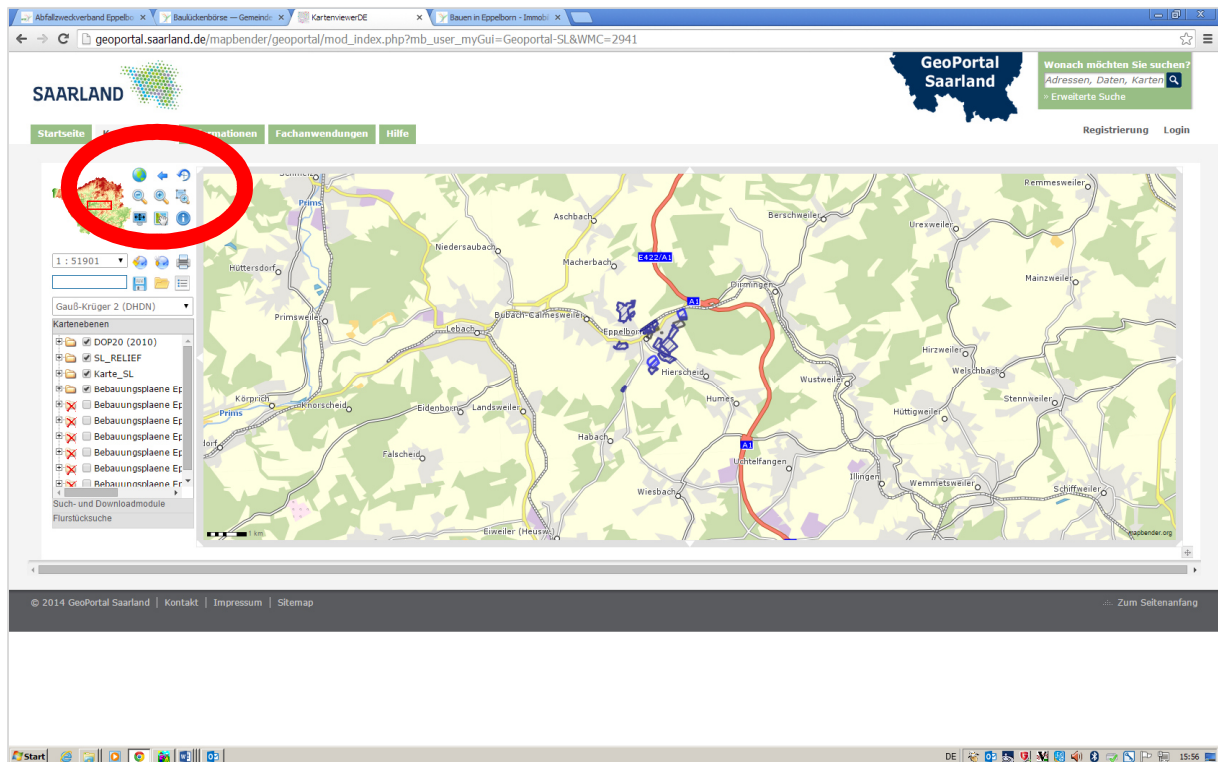 Abfallzweckverband Eppelbo
Baulückenbörse — Gemeinde
KartenviewerDE
Bauen in Eppelborn - Immobi
geoportal.saarland.de/mapbender/geoportal/mod_index.php?mb_user_myGui=Geoportal-SL&WMC=2941
SAARLAND
GeoPortal
Saarland
Wonach möchten Sie suchen?
Adressen, Daten, Karten
» Erweiterte Suche
Startseite
Fachanwendungen
Hilfe
Registrierung Login
1 : 51901
Gauß-Krüger 2 (DHDN)
Kartenebenen
DOP20 (2010)
SL_RELIEF
Karte_SL
Bebauungsplaene Ep
Bebauungsplaene Ep
Bebauungsplaene Ep
Bebauungsplaene Ep
Bebauungsplaene Ep
Bebauungsplaene Ep
Such- und Downloadmodule
Flurstücksuche
Schmelz
Prims
Aschbach
Berschweiler
Remmesweiler
Urexweiler
Niedersaubach
Macherbach
E422/A1
Hüttersdorf
Dirmingen
Mainzweiler
A1
Primsweiler
Bubach-Calmesweiler
Lebach
Eppelborn
Hierscheid
Hirzweiler
Welschbach
Wustweiler
Körprich
Knorscheid
Prims
Eidenborn
Landsweiler
Humes
Stennweiler
Hüttigweiler
Habach
A1
Falscheid
Uchtelfangen
Illingen
Wemmetsweiler
Wiesbach
Schiffweiler
Eiweiler (Heusw.)
1 km
mapbender.org
© 2014 GeoPortal Saarland | Kontakt | Impressum | Sitemap
Zum Seitenanfang
Start
DE
15:56